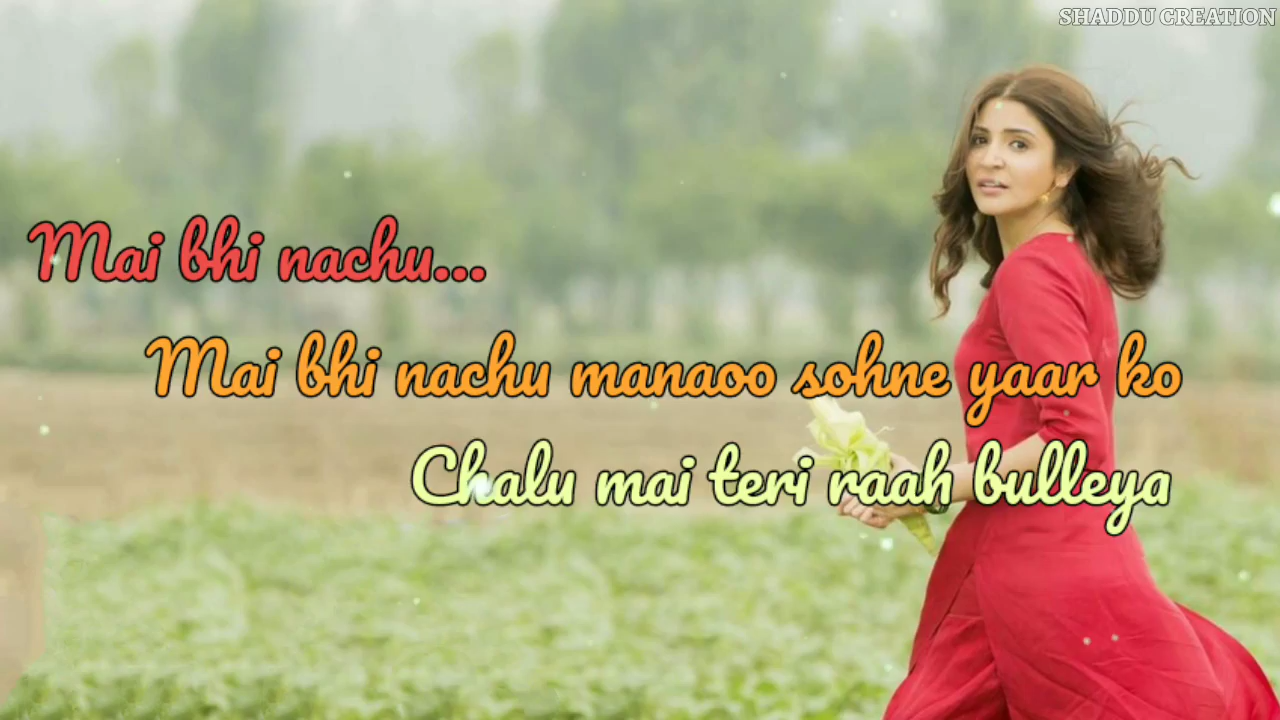 SHADDU CREATION
Mai bhi nachu...
Mai bhi nachu manaoo sohne yaar ko
Chalu mai teri raah bulleya